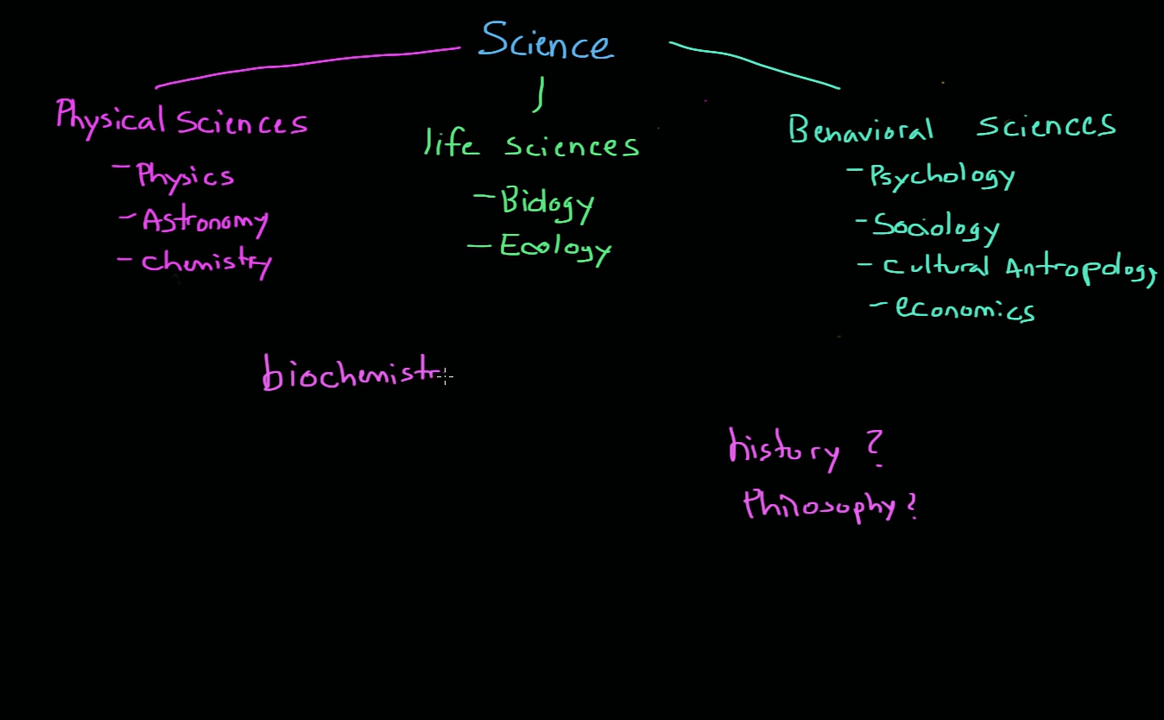 Science
Physical Sciences
- Physics
- Astronomy
- Chemistry
life sciences
- Biology
- Ecology
Behavioral sciences
- Psychology
- Sociology
- Cultural Antropology
- economics
biochemistr
history ?
Philosophy?